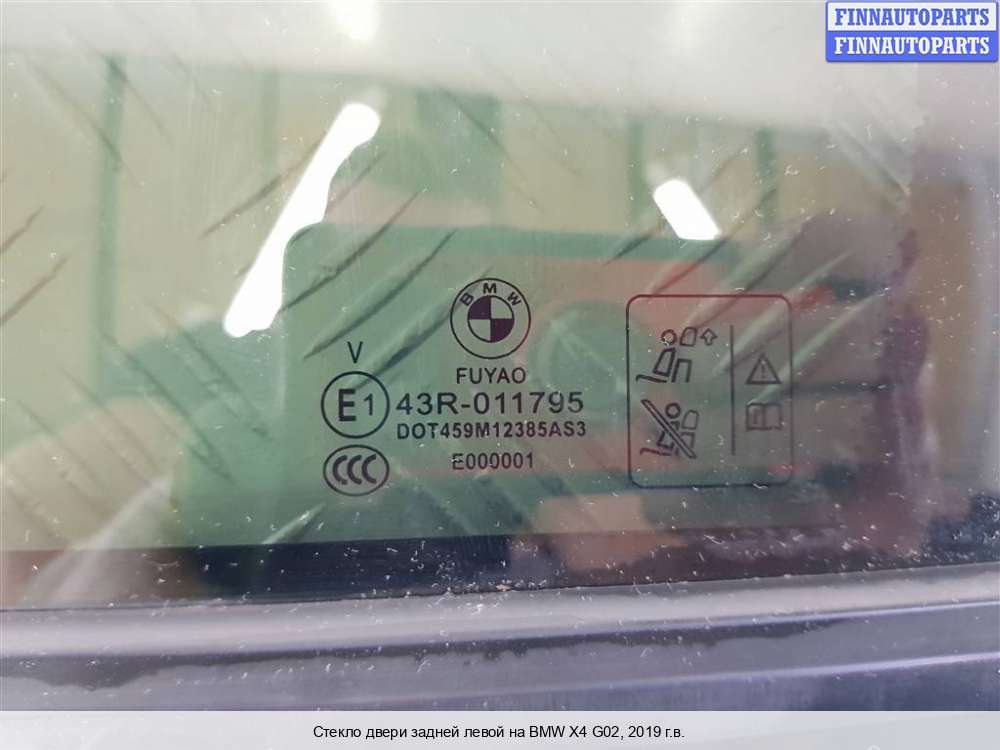 FINNAUTOPARTS
FINNAUTOPARTS
BMW
V
FUYAO
E1 43R-011795
DOT459M12385AS3
CCC E000001
Стекло двери задней левой на BMW X4 G02, 2019 г.в.